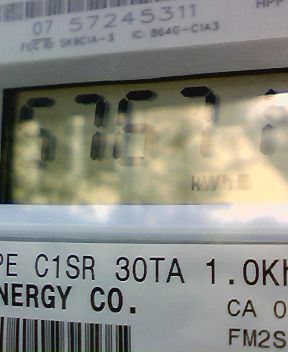 07 57245311
FCC ID: SK9C1A-3 IC: 864G-C1A3
kWh
PE C1SR 30TA 1.0Kh
NERGY CO.
CA 0
FM2S